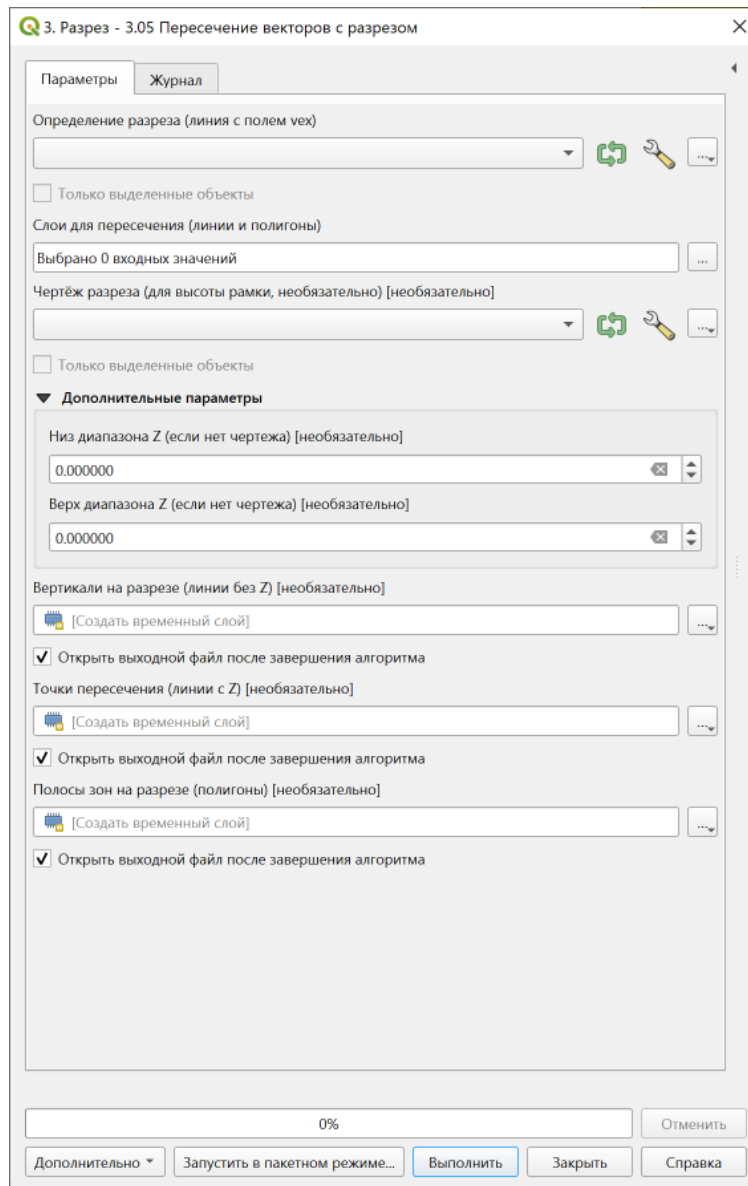 3. Разрез - 3.05 Пересечение векторов с разрезом
Параметры
Журнал
Определение разреза (линия с полем vex)
...
Только выделенные объекты
Слои для пересечения (линии и полигоны)
Выбрано 0 входных значений
...
Чертёж разреза (для высоты рамки, необязательно) [необязательно]
...
Только выделенные объекты
Дополнительные параметры
Низ диапазона Z (если нет чертежа) [необязательно]
0.000000
Верх диапазона Z (если нет чертежа) [необязательно]
0.000000
Вертикали на разрезе (линии без Z) [необязательно]
[Создать временный слой]
...
Открыть выходной файл после завершения алгоритма
Точки пересечения (линии с Z) [необязательно]
[Создать временный слой]
...
Открыть выходной файл после завершения алгоритма
Полосы зон на разрезе (полигоны) [необязательно]
[Создать временный слой]
...
Открыть выходной файл после завершения алгоритма
0%
Отменить
Дополнительно
Запустить в пакетном режиме...
Выполнить
Закрыть
Справка